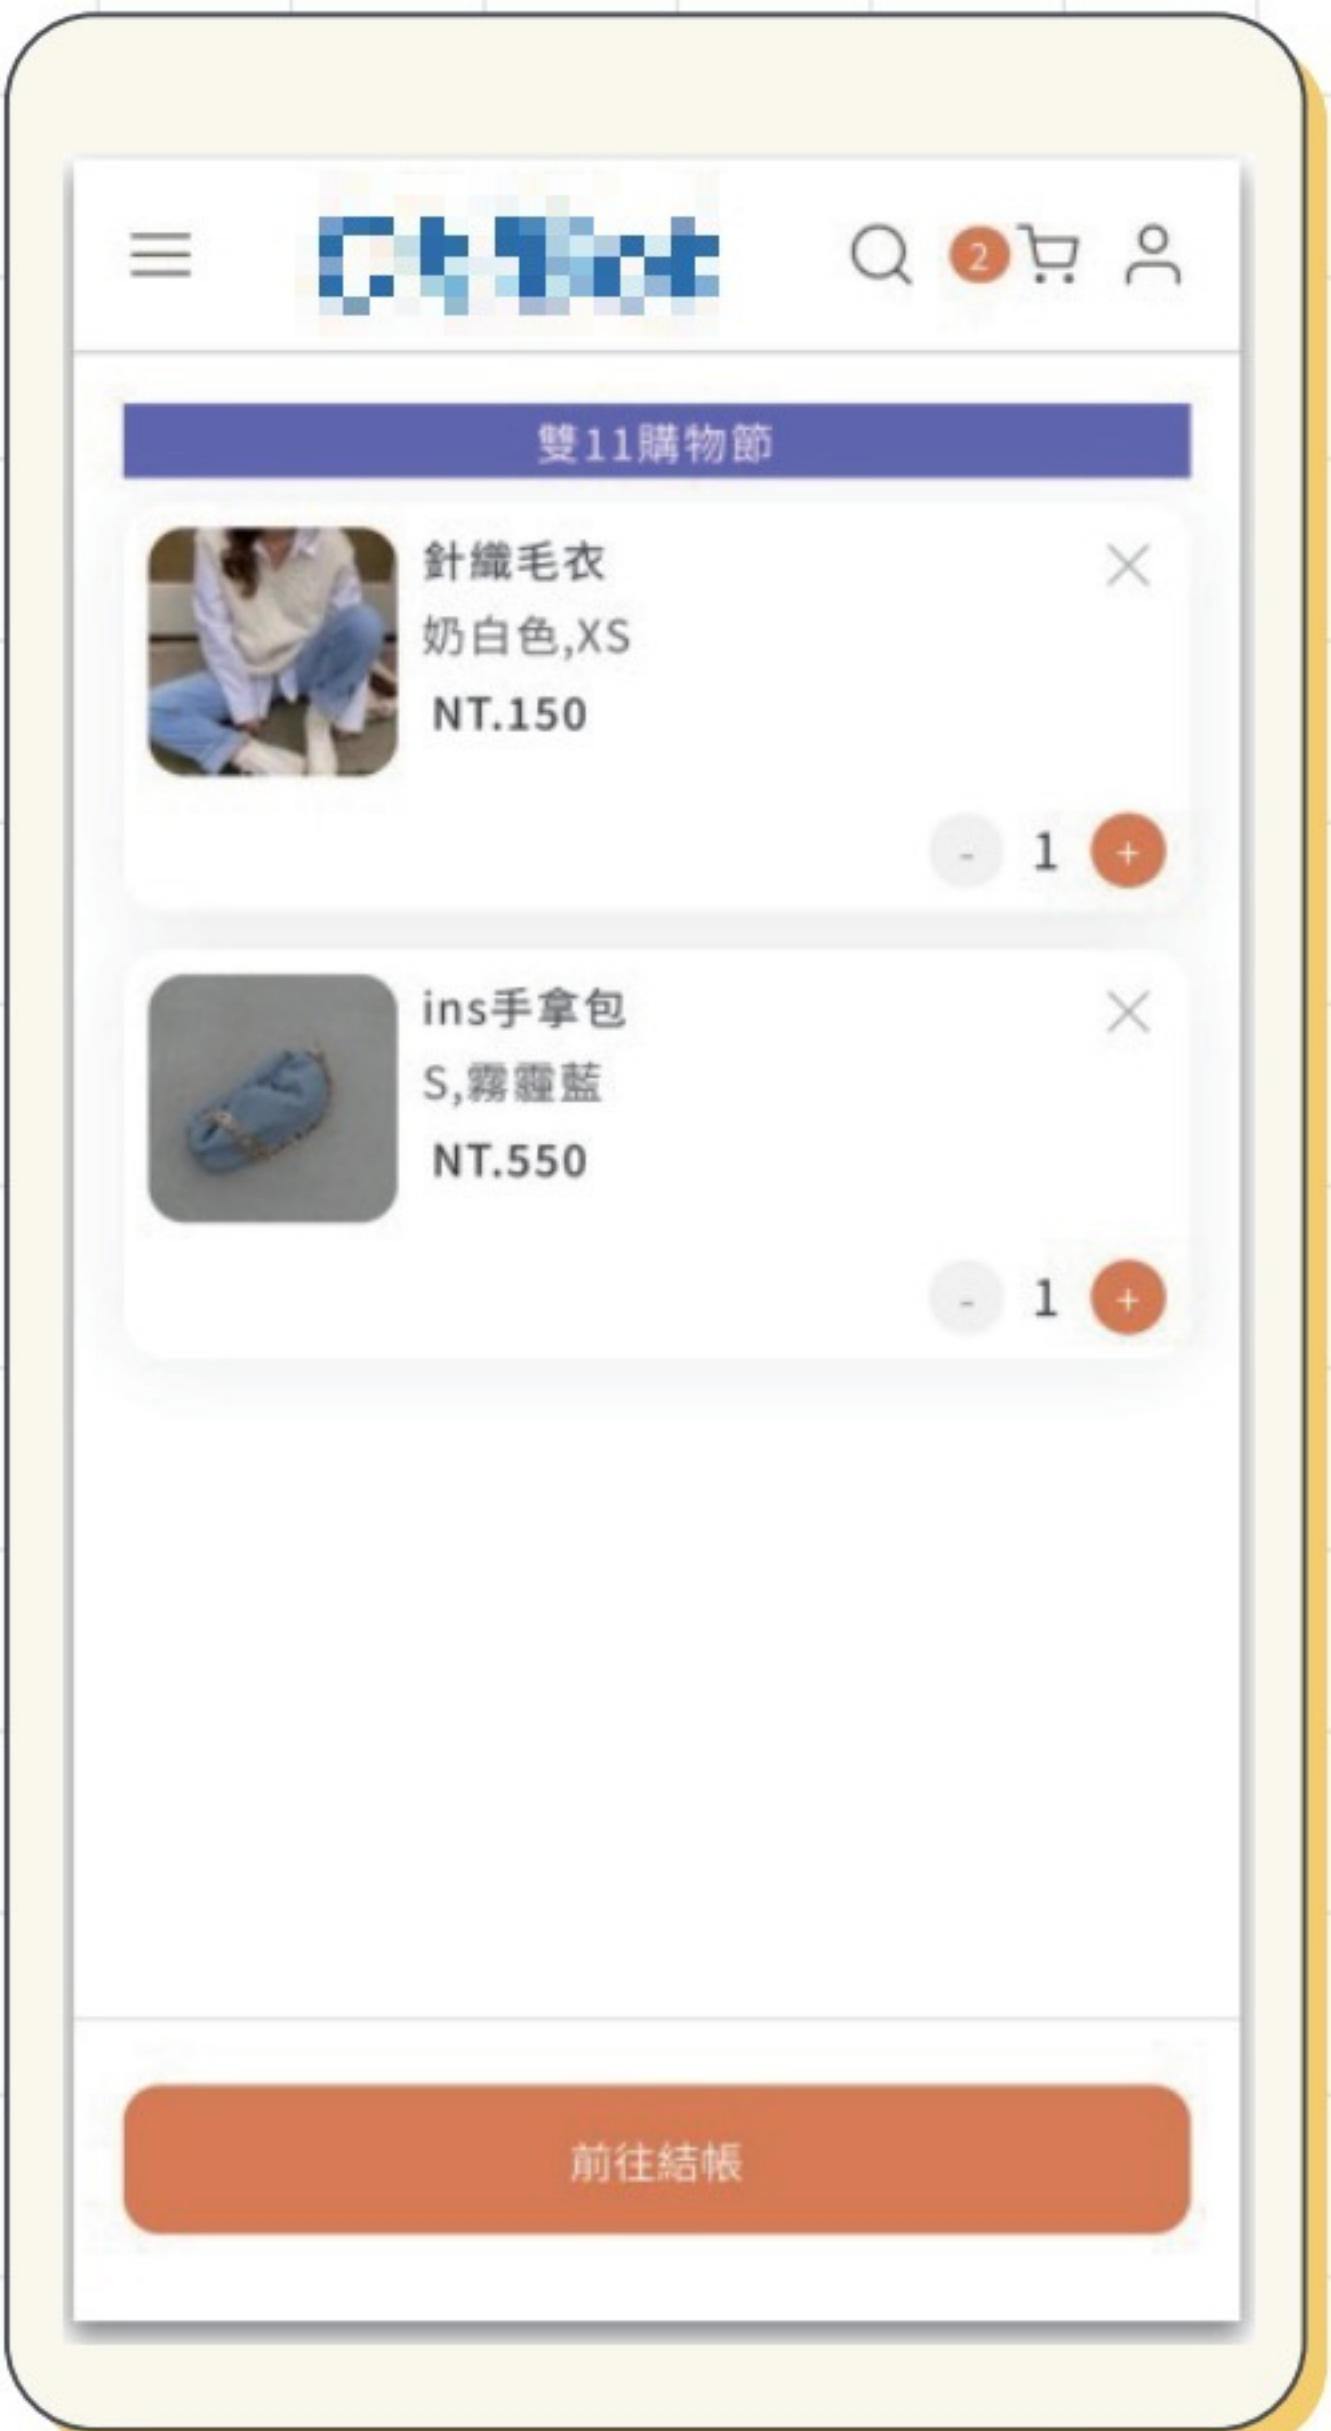 2
雙11購物節
針織毛衣
奶白色,XS
NT.150
- 1 +
ins手拿包
S,霧霾藍
NT.550
- 1 +
前往結帳